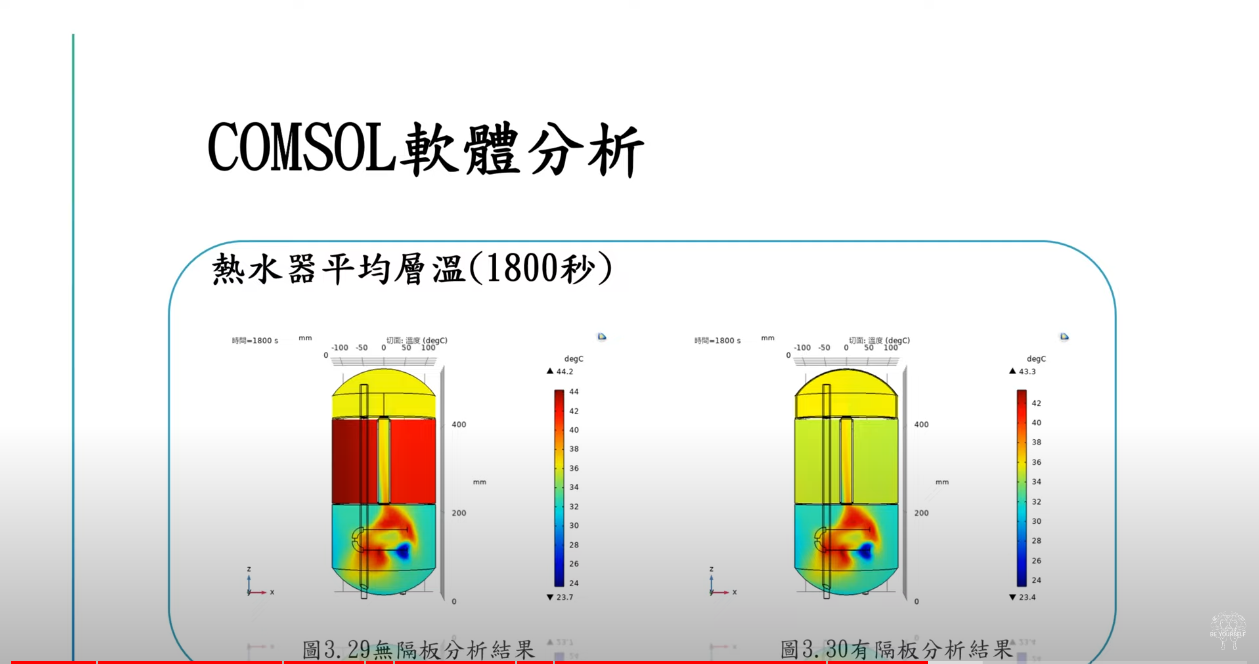 COMSOL軟體分析
熱水器平均層溫(1800秒)
時間=1800 s
mm
切面: 溫度 (degC)
-100 -50 0 50 100
0
degC
▲ 44.2
44
42
40
38
36
34
32
30
28
26
24
▼ 23.7
400
mm
200
0
z
y
x
圖3.29無隔板分析結果
時間=1800 s
mm
切面: 溫度 (degC)
-100 -50 0 50 100
0
degC
▲ 43.3
42
40
38
36
34
32
30
28
26
24
▼ 23.4
400
mm
200
0
z
y
x
圖3.30有隔板分析結果
BE YOURSELF